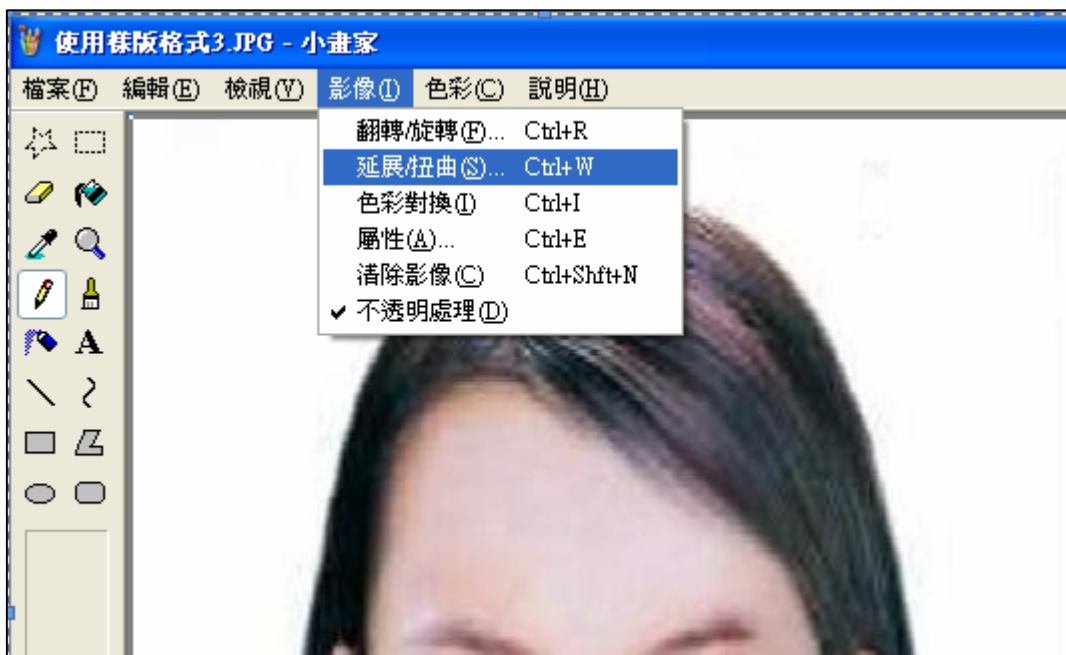 使用樣版格式3.JPG - 小畫家
檔案(F) 編輯(E) 檢視(V) 影像(I) 色彩(C) 說明(H)
翻轉/旋轉(F)... Ctrl+R
延展/扭曲(S)... Ctrl+W
色彩對換(I) Ctrl+I
屬性(A)... Ctrl+E
清除影像(C) Ctrl+Shft+N
不透明處理(D)
A